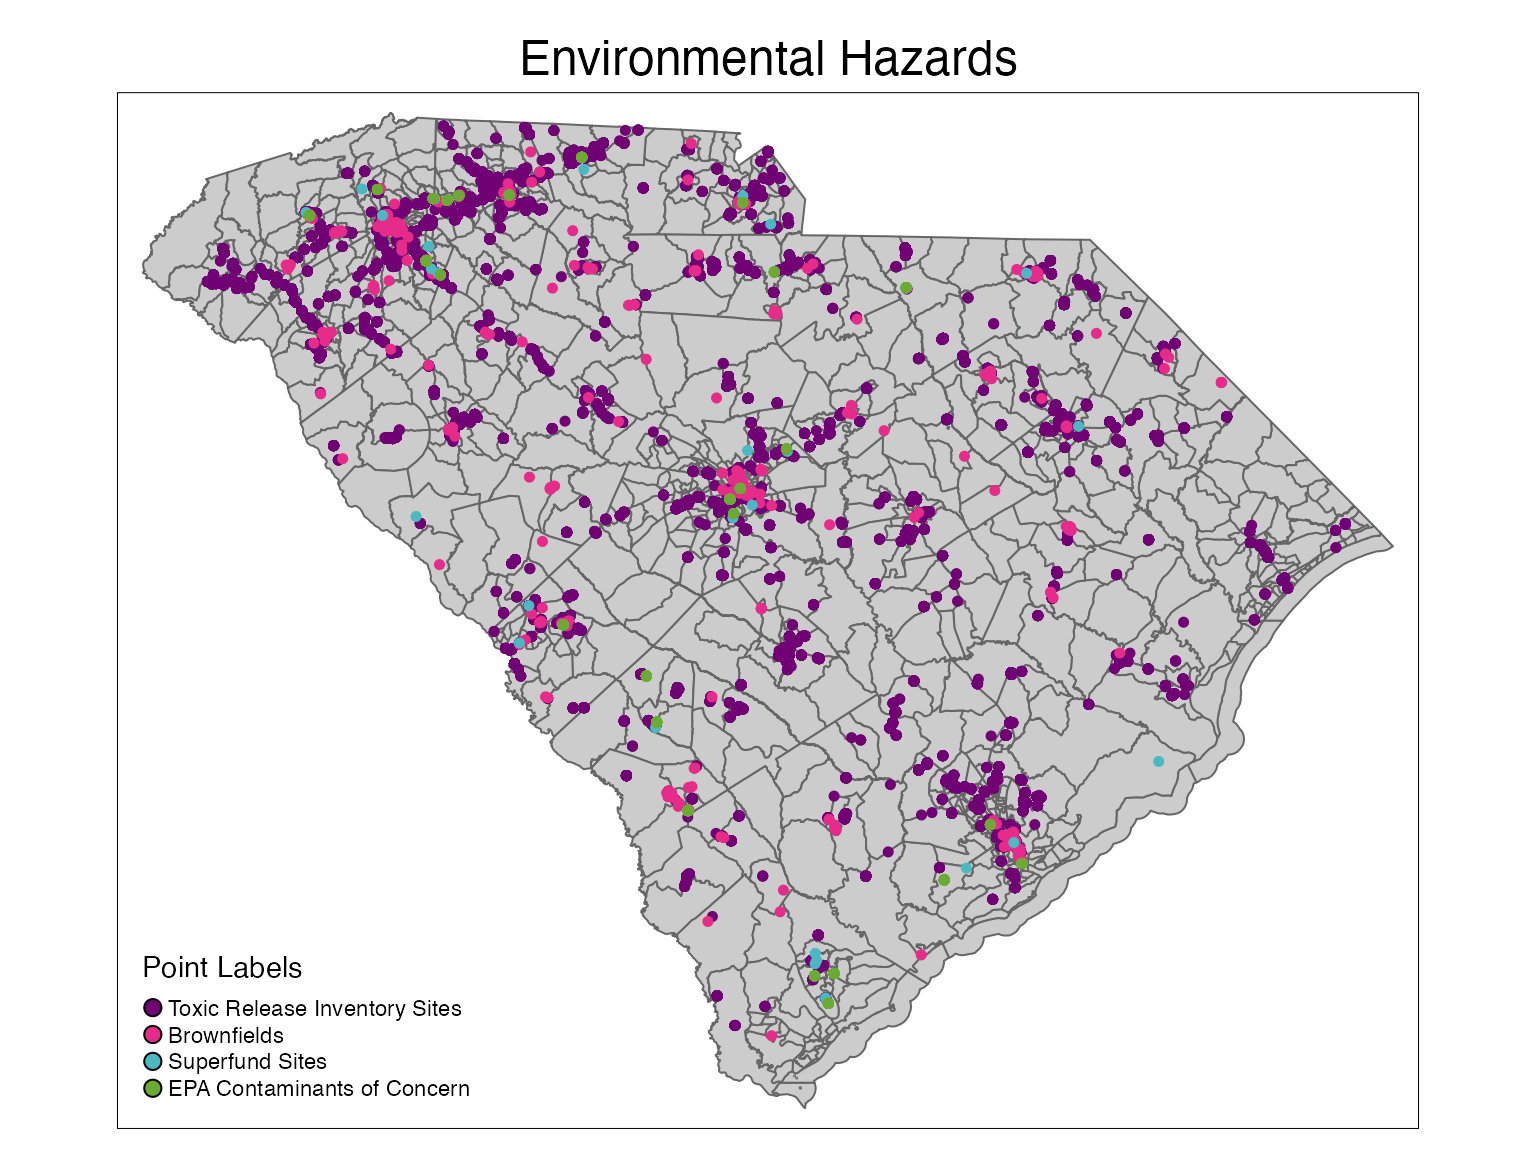 Environmental Hazards
Point Labels
Toxic Release Inventory Sites
Brownfields
Superfund Sites
EPA Contaminants of Concern